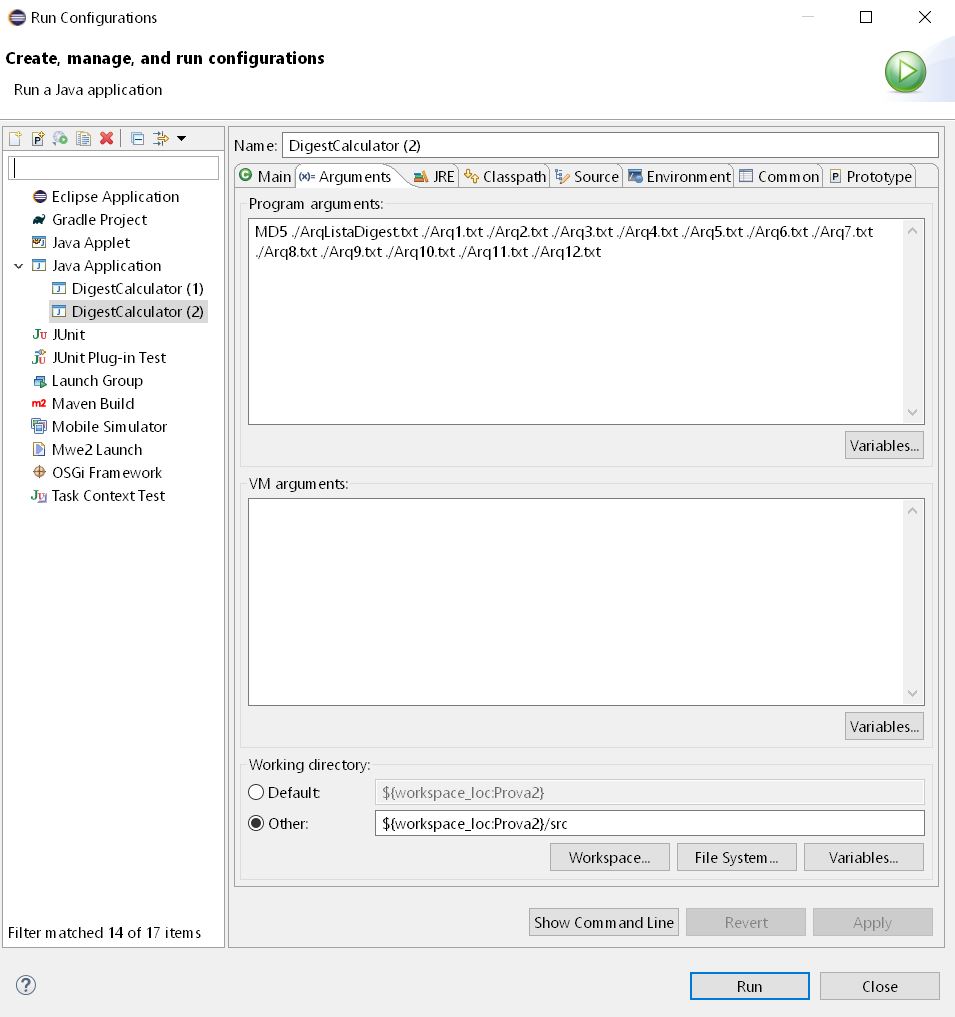 Run Configurations
Create, manage, and run configurations
Run a Java application
Eclipse Application
Gradle Project
Java Applet
Java Application
DigestCalculator (1)
DigestCalculator (2)
JUnit
JUnit Plug-in Test
Launch Group
m2 Maven Build
Mobile Simulator
Mwe2 Launch
OSGi Framework
Task Context Test
Filter matched 14 of 17 items
Name: DigestCalculator (2)
Main (x)= Arguments JRE Classpath Source Environment Common Prototype
Program arguments:
MD5 ./ArqListaDigest.txt ./Arq1.txt ./Arq2.txt ./Arq3.txt ./Arq4.txt ./Arq5.txt ./Arq6.txt ./Arq7.txt
./Arq8.txt ./Arq9.txt ./Arq10.txt ./Arq11.txt ./Arq12.txt
Variables...
VM arguments:
Variables...
Working directory:
Default: ${workspace_loc:Prova2}
Other: ${workspace_loc:Prova2}/src
Workspace... File System... Variables...
Show Command Line Revert Apply
? Run Close